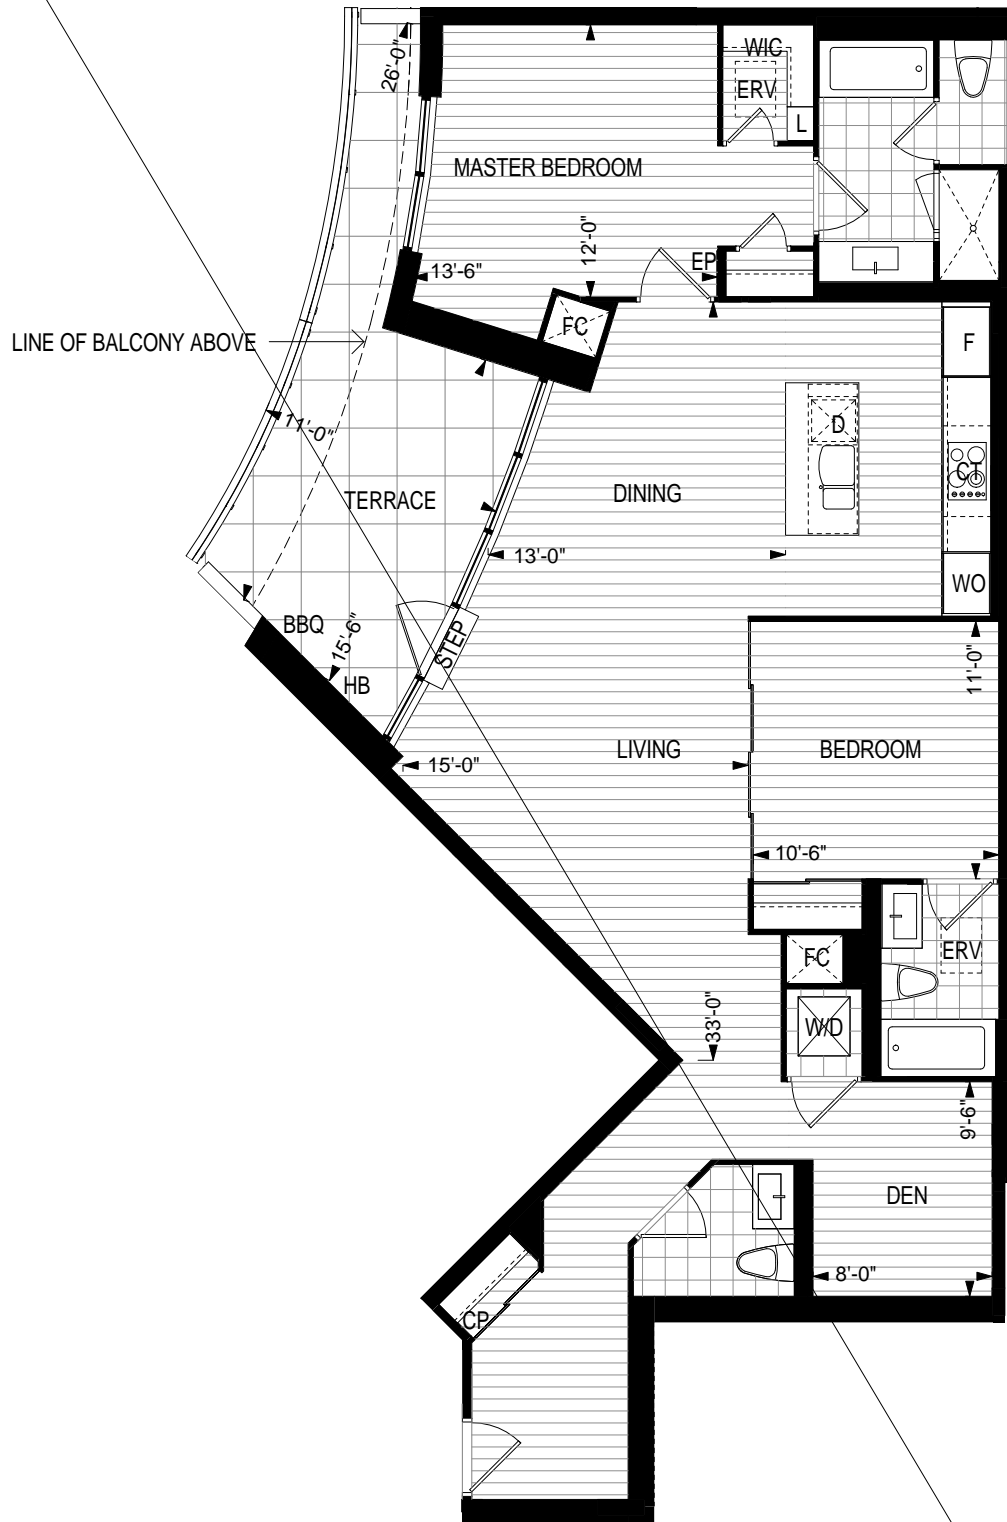 26'-0"
WIC
ERV
L
MASTER BEDROOM
12'-0"
EP
13'-6"
FC
LINE OF BALCONY ABOVE
F
11'-0"
D
CT
TERRACE
DINING
13'-0"
WO
BBQ
15'-6"
STEP
HB
11'-0"
LIVING
BEDROOM
15'-0"
10'-6"
FC
ERV
33'-0"
W/D
9'-6"
DEN
8'-0"
CP